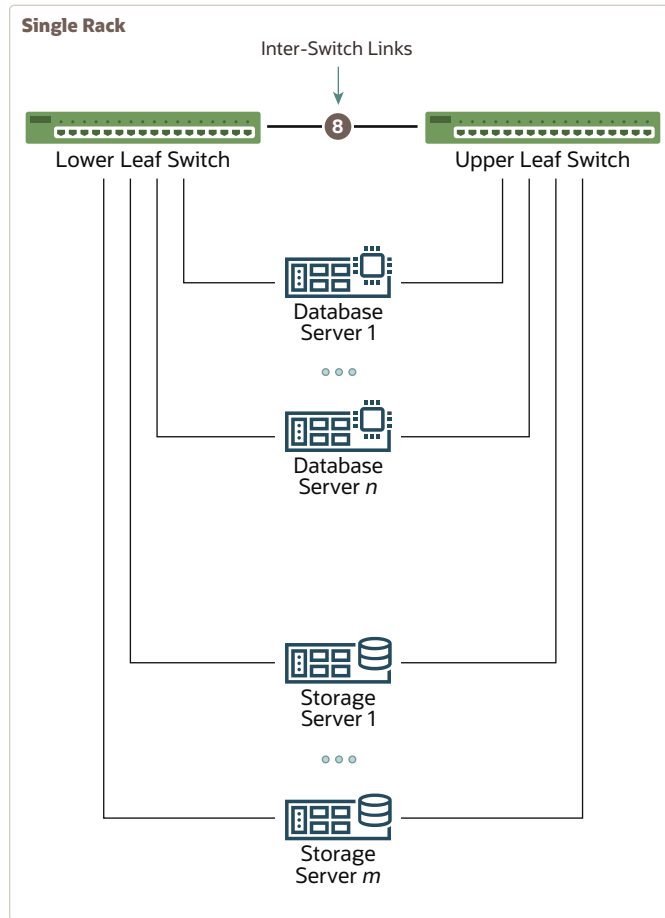 Single Rack
Inter-Switch Links
8
Lower Leaf Switch
Upper Leaf Switch
Database
Server 1
Database
Server n
Storage
Server 1
Storage
Server m